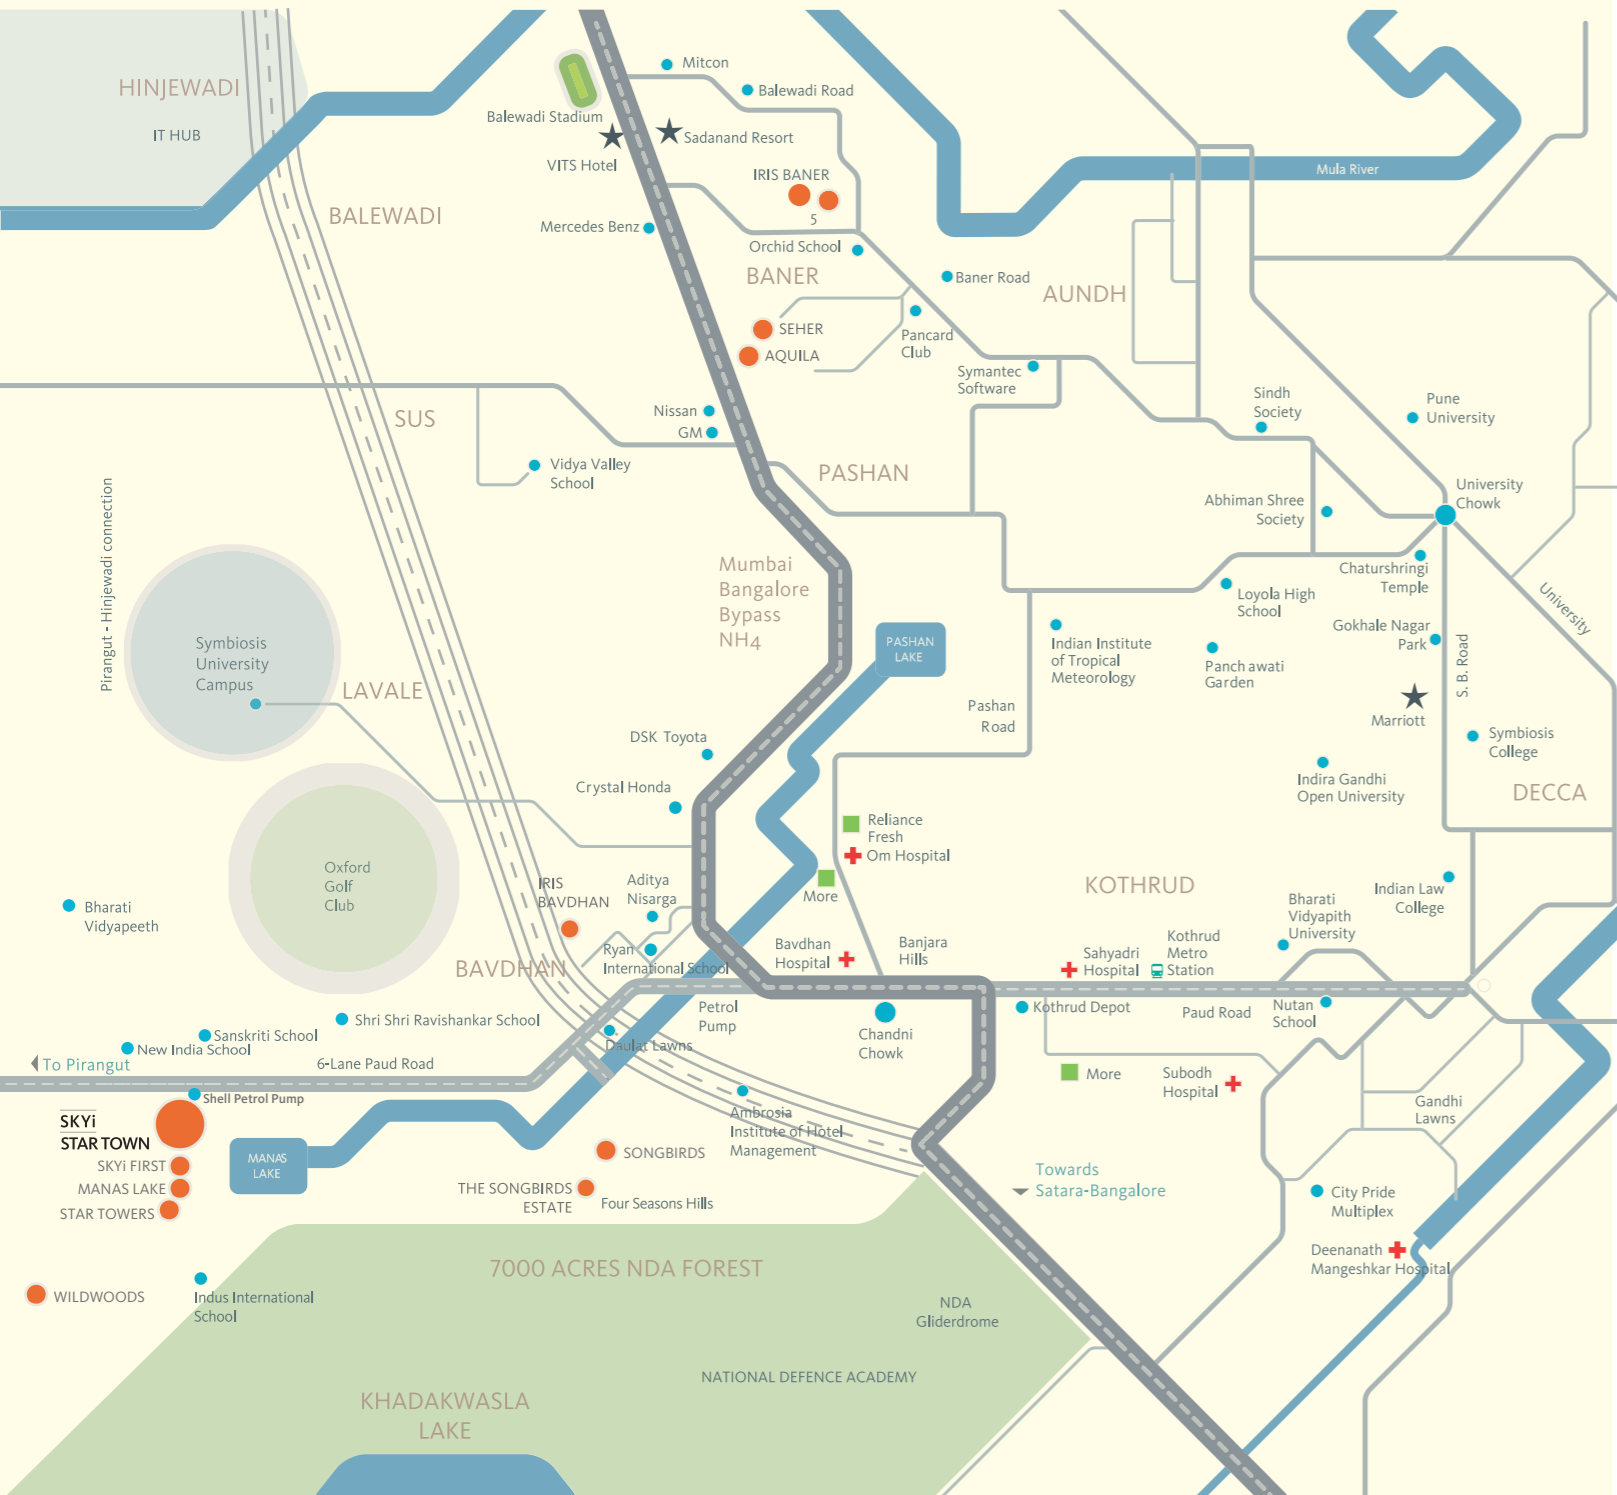 HINJEWADI
IT HUB
Mitcon
Balewadi Road
Balewadi Stadium
Sadanand Resort
VITS Hotel
IRIS BANER
5
Mula River
BALEWADI
Mercedes Benz
Orchid School
BANER
Baner Road
AUNDH
SEHER
AQUILA
Pancard
Club
Symantec
Software
SUS
Nissan
GM
Sindh
Society
Pune
University
Vidya Valley
School
PASHAN
University
Chowk
Abhiman Shree
Society
Pirangut - Hinjewadi connection
Mumbai
Bangalore
Bypass
NH4
Chaturshringi
Temple
Loyola High
School
University
Symbiosis
University
Campus
LAVALE
PASHAN
LAKE
Indian Institute
of Tropical
Meteorology
Panch awati
Garden
Gokhale Nagar
Park
S. B. Road
Pashan
Road
Marriott
DSK Toyota
Symbiosis
College
Crystal Honda
Indira Gandhi
Open University
DECCA
Reliance
Fresh
Om Hospital
Oxford
Golf
Club
IRIS
BAVDHAN
Aditya
Nisarga
More
KOTHRUD
Indian Law
College
Bharati
Vidyapeeth
Bharati
Vidyapith
University
Ryan
International School
BAVDHAN
Bavdhan
Hospital
Banjara
Hills
Sahyadri
Hospital
Kothrud
Metro
Station
Petrol
Pump
Kothrud Depot
Paud Road
Nutan
School
Shri Shri Ravishankar School
Sanskriti School
New India School
Daulat Lawns
Chandni
Chowk
To Pirangut
6-Lane Paud Road
More
Subodh
Hospital
Shell Petrol Pump
SKYi
STAR TOWN
Ambrosia
Institute of Hotel
Management
Gandhi
Lawns
SKYi FIRST
MANAS LAKE
STAR TOWERS
MANAS
LAKE
SONGBIRDS
THE SONGBIRDS
ESTATE
Four Seasons Hills
Towards
Satara-Bangalore
City Pride
Multiplex
Deenanath
Mangeshkar Hospital
7000 ACRES NDA FOREST
WILDWOODS
Indus International
School
NDA
Gliderdrome
NATIONAL DEFENCE ACADEMY
KHADAKWASLA
LAKE